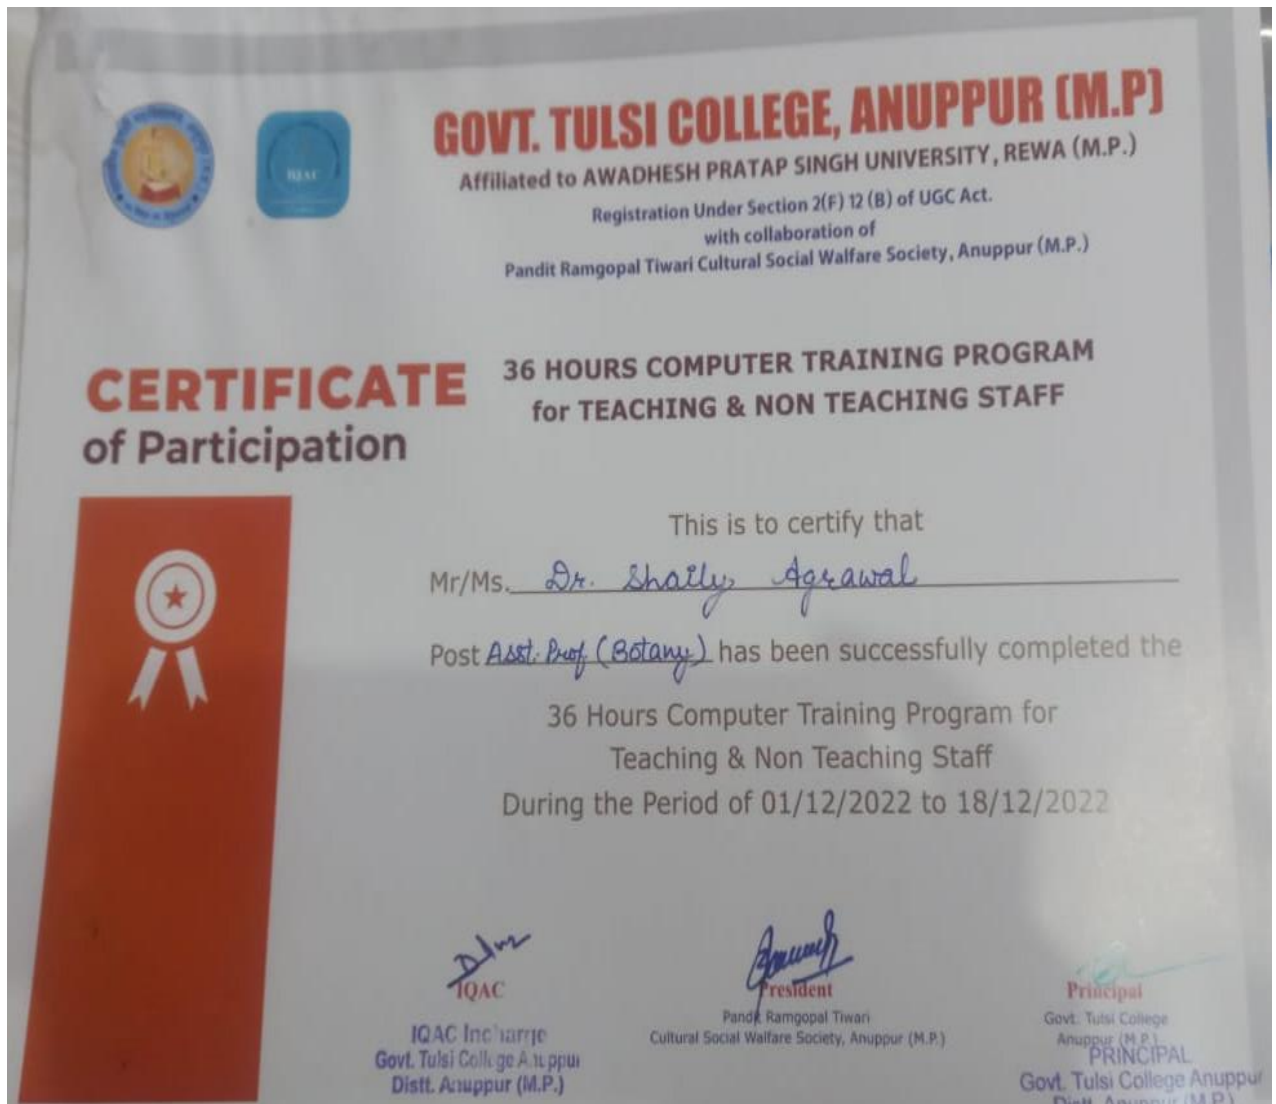 IQAC
GOVT. TULSI COLLEGE, ANUPPUR (M.P)
Affiliated to AWADHESH PRATAP SINGH UNIVERSITY, REWA (M.P.)
Registration Under Section 2(F) 12 (B) of UGC Act.
with collaboration of
Pandit Ramgopal Tiwari Cultural Social Walfare Society, Anuppur (M.P.)
CERTIFICATE
of Participation
36 HOURS COMPUTER TRAINING PROGRAM
for TEACHING & NON TEACHING STAFF
This is to certify that
Mr/Ms. Dr. Shaily Agrawal
Post Asst. Prof (Botany) has been successfully completed the
36 Hours Computer Training Program for
Teaching & Non Teaching Staff
During the Period of 01/12/2022 to 18/12/2022
IQAC
IQAC Incharge
Govt. Tulsi College Anuppur
Distt. Anuppur (M.P.)
President
Pandit Ramgopal Tiwari
Cultural Social Walfare Society, Anuppur (M.P.)
Principal
Govt. Tulsi College
Anuppur (M.P.)
PRINCIPAL
Govt. Tulsi College Anuppur
Distt. Anuppur (M.P.)